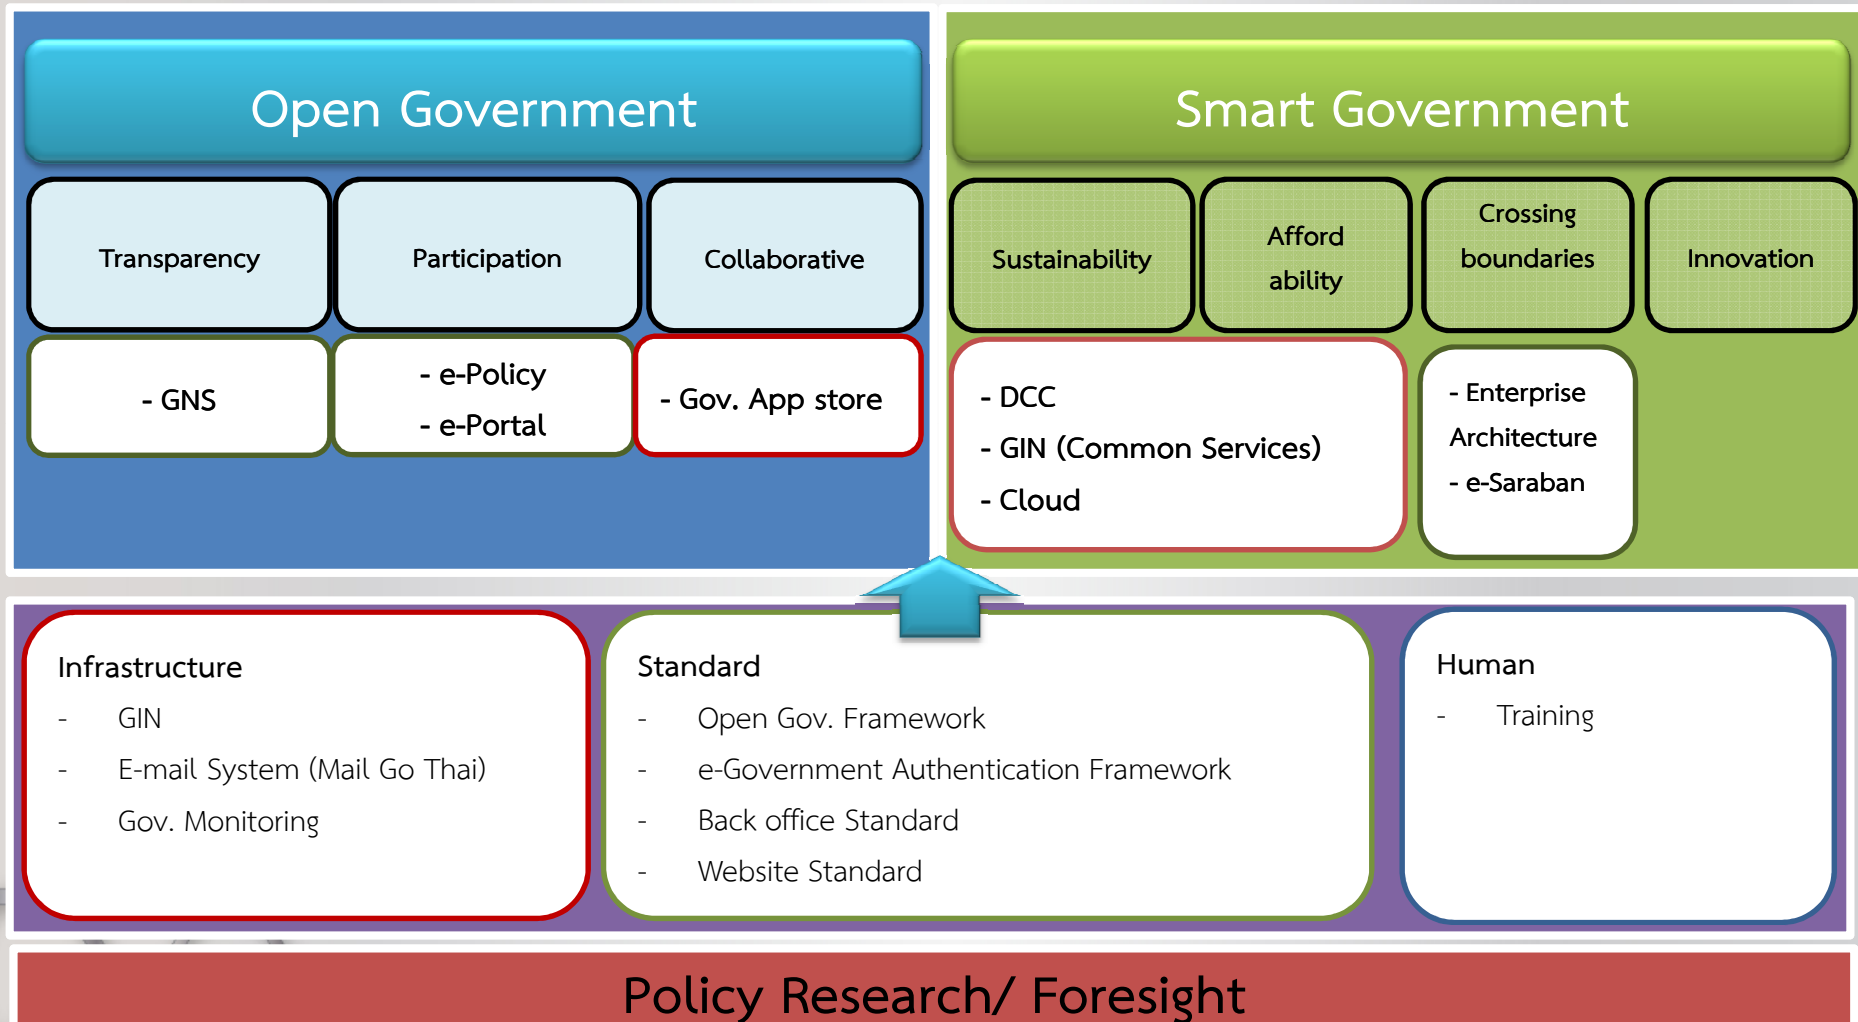 Open Government
Smart Government
Transparency
Participation
Collaborative
Sustainability
Afford
ability
Crossing
boundaries
Innovation
- GNS
- e-Policy
- e-Portal
- Gov. App store
- DCC
- GIN (Common Services)
- Cloud
- Enterprise
Architecture
- e-Saraban
Infrastructure
- GIN
- E-mail System (Mail Go Thai)
- Gov. Monitoring
Standard
- Open Gov. Framework
- e-Government Authentication Framework
- Back office Standard
- Website Standard
Human
- Training
Policy Research/ Foresight